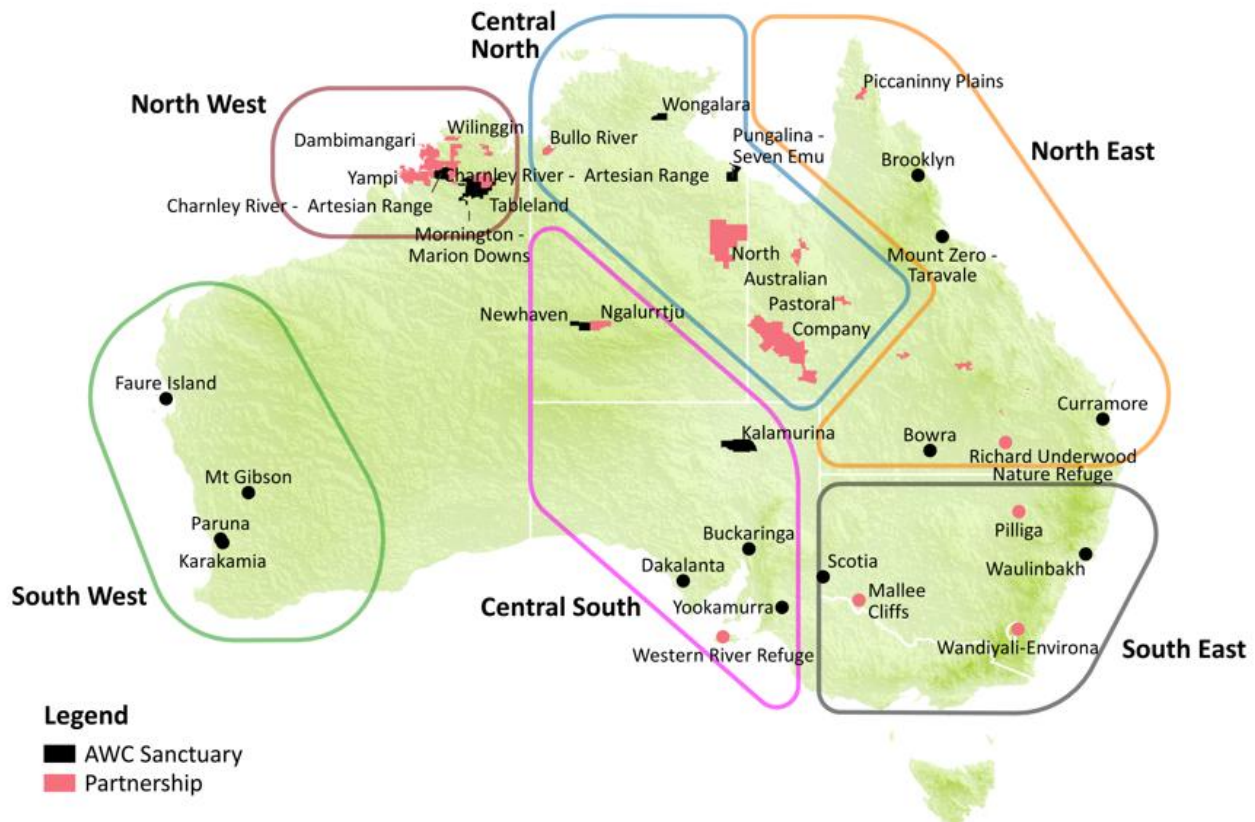 Central
North
North West
Piccaninny Plains
Wongalara
Wilinggin
Dambimangari
Bullo River
Pungalina -
Seven Emu
North East
Brooklyn
Yampi
Charnley River - Artesian Range
Charnley River - Artesian Range
Tableland
Mornington -
Marion Downs
North
Australian
Pastoral
Company
Mount Zero -
Taravale
Newhaven
Ngalurrtju
Faure Island
Curramore
Kalamurina
Bowra
Richard Underwood
Nature Refuge
Mt Gibson
Paruna
Karakamia
Pilliga
Buckaringa
Waulinbakh
Dakalanta
Scotia
South West
Central South
Yookamurra
Mallee
Cliffs
Western River Refuge
Wandiyali-Environa
South East
Legend
AWC Sanctuary
Partnership